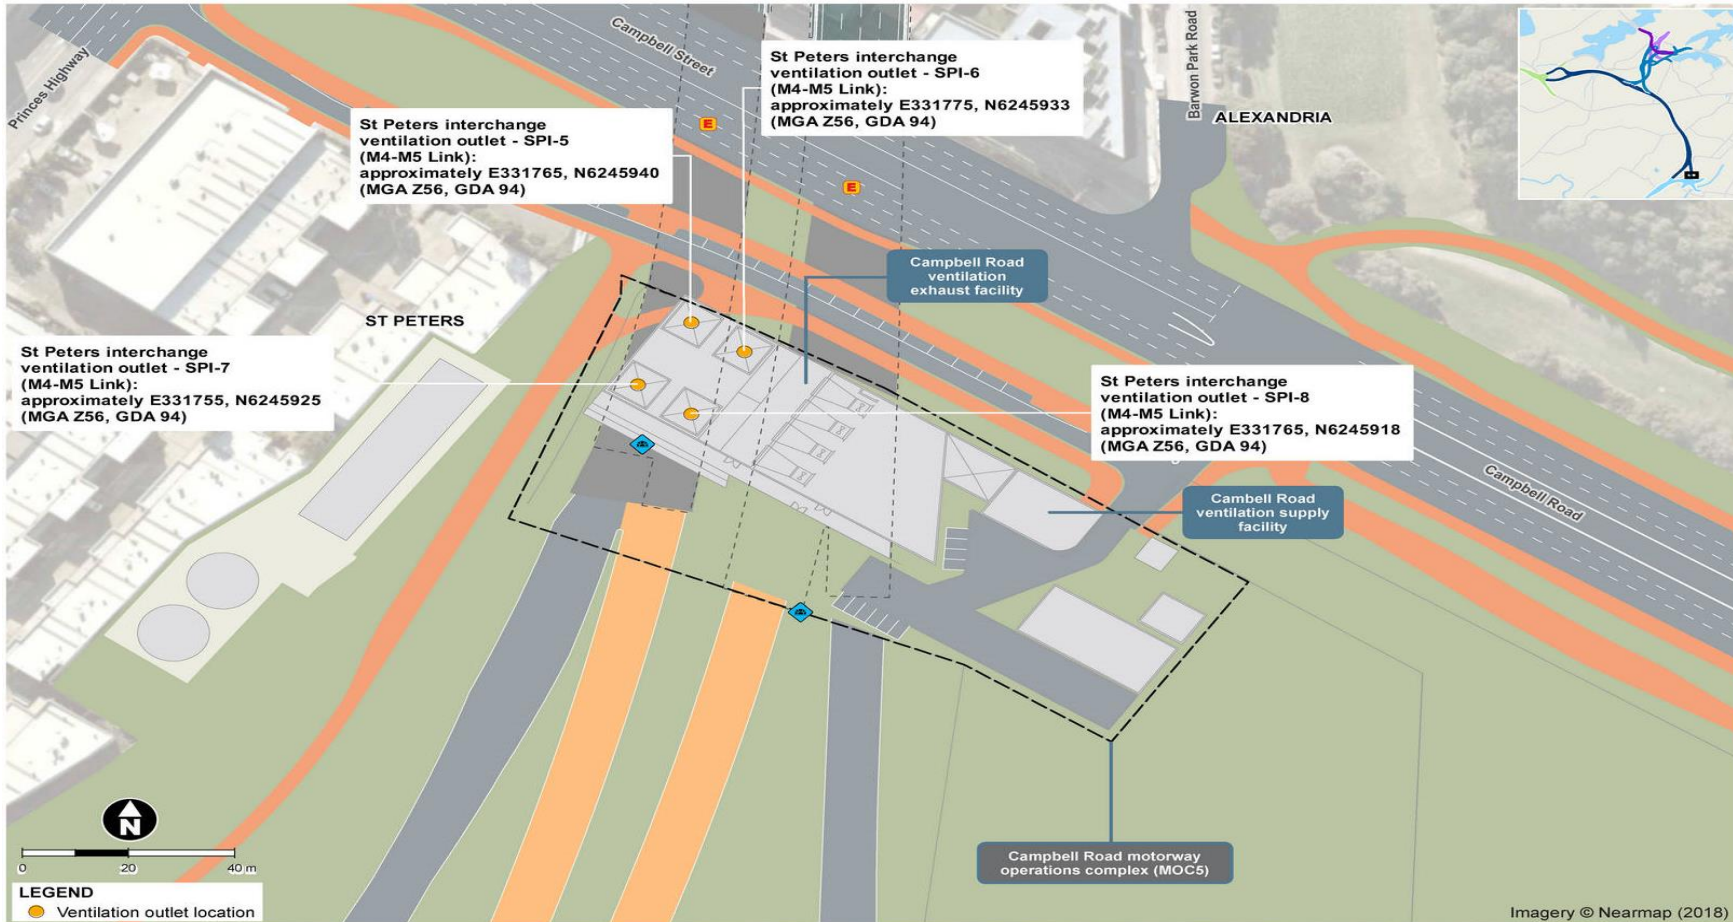 Princes Highway
Campbell Street
Barwon Park Road
ALEXANDRIA
St Peters interchange
ventilation outlet - SPI-6
(M4-M5 Link):
approximately E331775, N6245933
(MGA Z56, GDA 94)
St Peters interchange
ventilation outlet - SPI-5
(M4-M5 Link):
approximately E331765, N6245940
(MGA Z56, GDA 94)
E
E
Campbell Road
ventilation
exhaust facility
ST PETERS
St Peters interchange
ventilation outlet - SPI-7
(M4-M5 Link):
approximately E331755, N6245925
(MGA Z56, GDA 94)
St Peters interchange
ventilation outlet - SPI-8
(M4-M5 Link):
approximately E331765, N6245918
(MGA Z56, GDA 94)
Campbell Road
Cambell Road
ventilation supply
facility
N
0 20 40 m
Campbell Road motorway
operations complex (MOC5)
LEGEND
Ventilation outlet location
Imagery © Nearmap (2018)